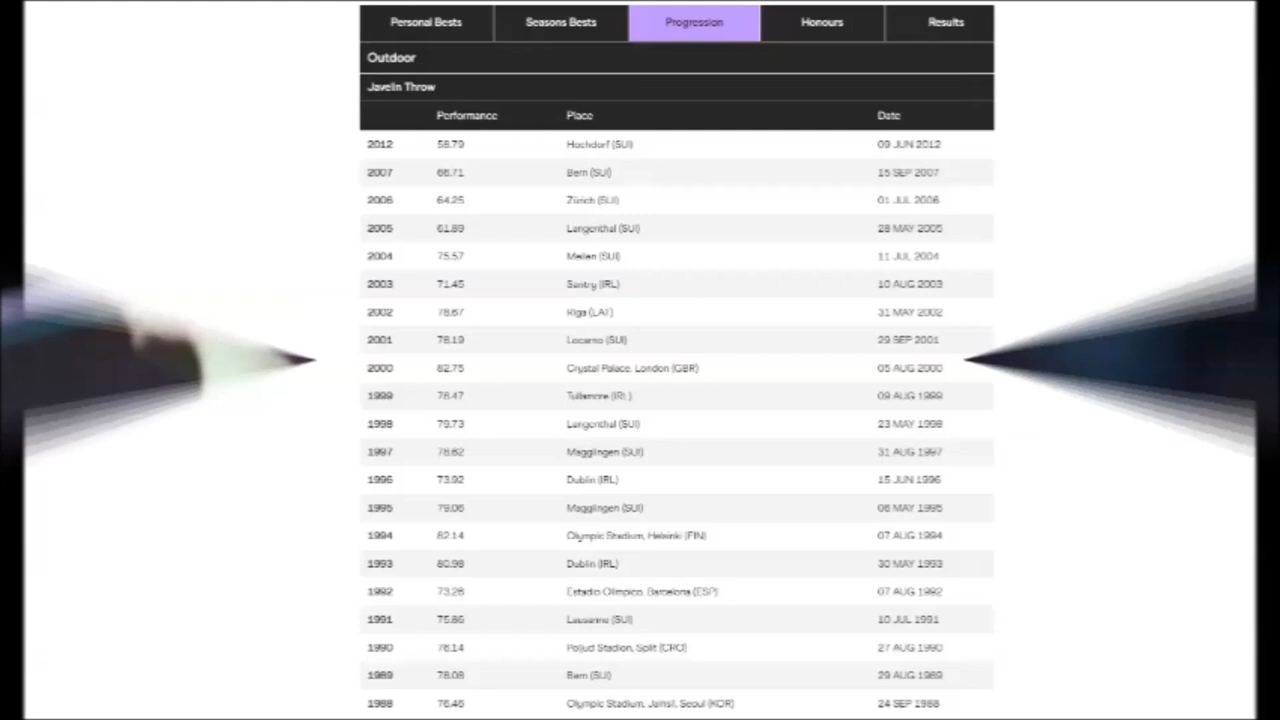 Personal Bests Seasons Bests Progression Honours Results
Outdoor
Javelin Throw
Performance Place Date
2012 58.79 Hochdorf (SUI) 09 JUN 2012
2007 66.71 Bern (SUI) 15 SEP 2007
2006 64.25 Zürich (SUI) 01 JUL 2006
2005 61.89 Langenthal (SUI) 28 MAY 2005
2004 75.57 Meilen (SUI) 11 JUL 2004
2003 71.45 Santry (IRL) 10 AUG 2003
2002 78.67 Riga (LAT) 31 MAY 2002
2001 78.19 Locarno (SUI) 29 SEP 2001
2000 82.75 Crystal Palace, London (GBR) 05 AUG 2000
1999 78.47 Tullamore (IRL) 09 AUG 1999
1998 79.73 Langenthal (SUI) 23 MAY 1998
1997 78.62 Magglingen (SUI) 31 AUG 1997
1996 73.92 Dublin (IRL) 15 JUN 1996
1995 79.06 Magglingen (SUI) 06 MAY 1995
1994 82.14 Olympic Stadium, Helsinki (FIN) 07 AUG 1994
1993 80.98 Dublin (IRL) 30 MAY 1993
1992 73.26 Estadio Olímpico, Barcelona (ESP) 07 AUG 1992
1991 75.86 Lausanne (SUI) 10 JUL 1991
1990 76.14 Poljud Stadion, Split (CRO) 27 AUG 1990
1989 78.08 Bern (SUI) 29 AUG 1989
1988 76.46 Olympic Stadium, Jamsil, Seoul (KOR) 24 SEP 1988